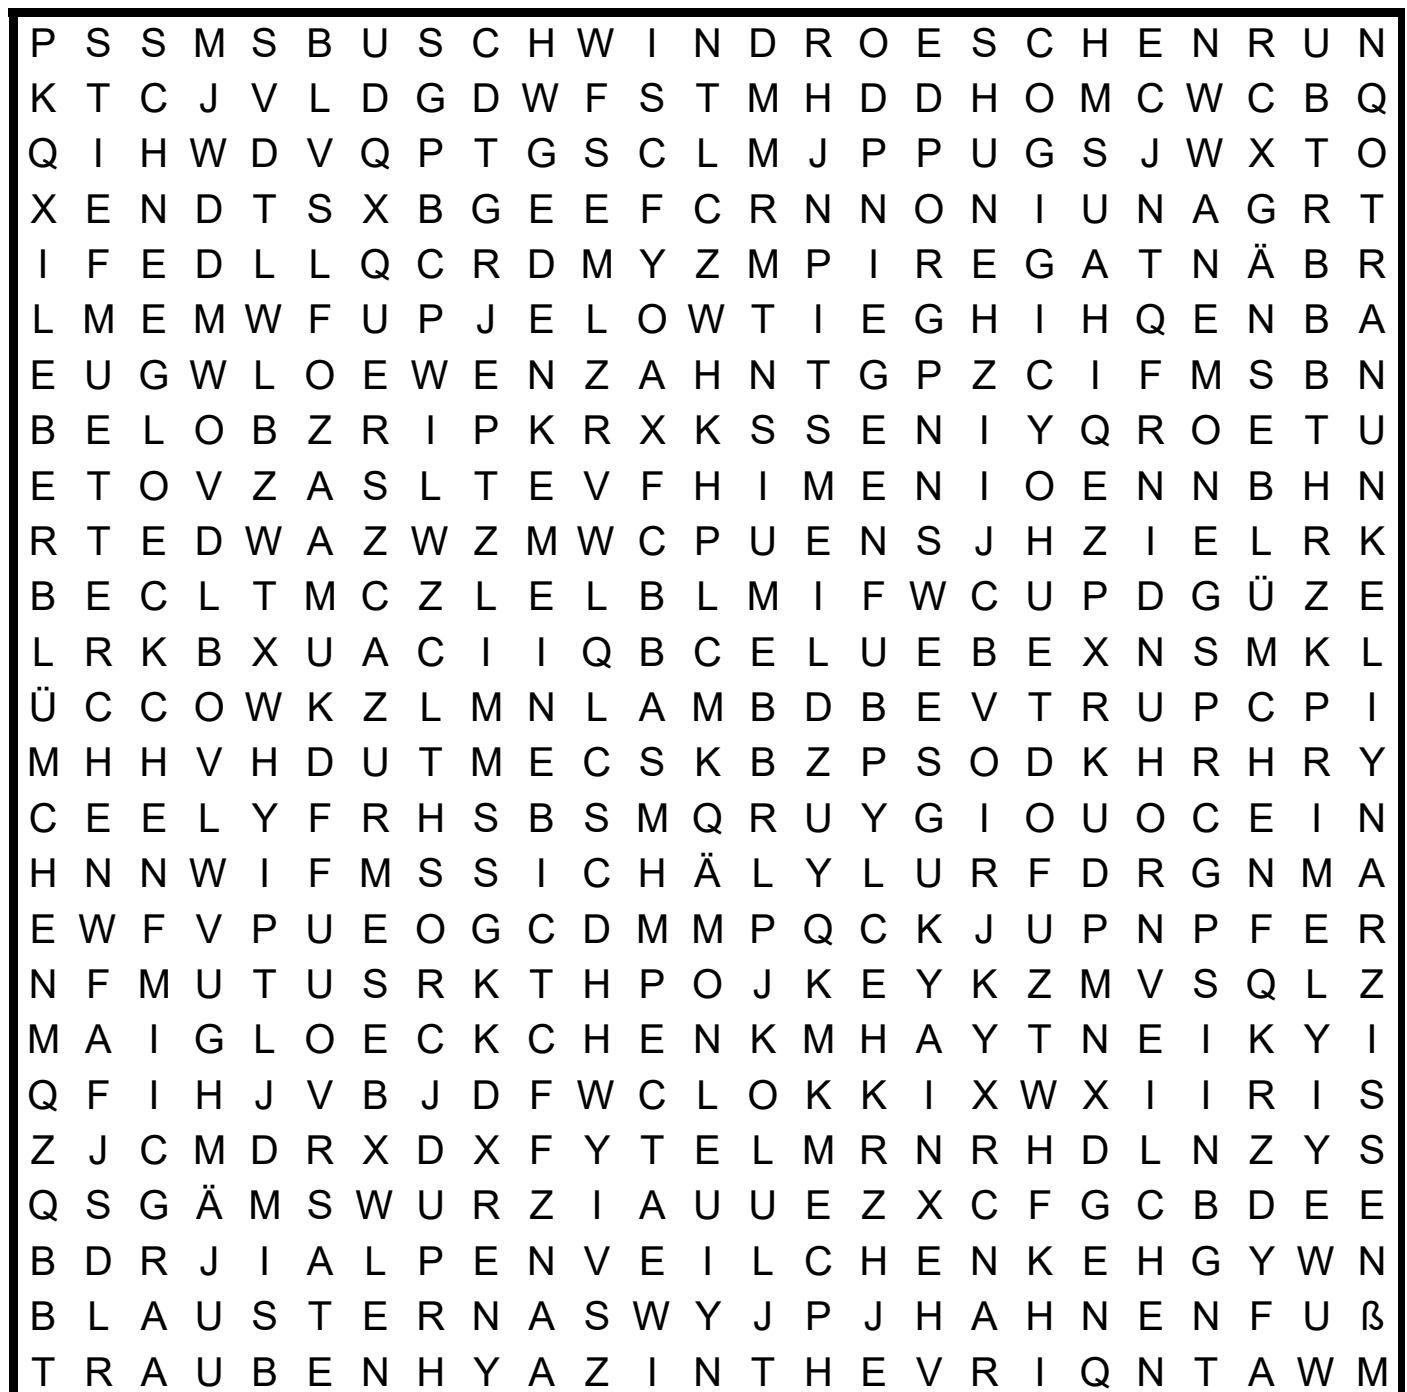 P S S M S B U S C H W I N D R O E S C H E N R U N
K T C J V L D G D W F S T M H D D H O M C W C B Q
Q I H W D V Q P T G S C L M J P P U G S J W X T O
X E N D T S X B G E E F C R N N O N I U N A G R T
I F E D L L Q C R D M Y Z M P I R E G A T N Ä B R
L M E M W F U P J E L O W T I E G H I H Q E N B A
E U G W L O E W E N Z A H N T G P Z C I F M S B N
B E L O B Z R I P K R X K S S E N I Y Q R O E T U
E T O V Z A S L T E V F H I M E N I O E N N B H N
R T E D W A Z W Z M W C P U E N S J H Z I E L R K
B E C L T M C Z L E L B L M I F W C U P D G Ü Z E
L R K B X U A C I I Q B C E L U E B E X N S M K L
Ü C C O W K Z L M N L A M B D B E V T R U P C P I
M H H V H D U T M E C S K B Z P S O D K H R H R Y
C E E L Y F R H S B S M Q R U Y G I O U O C E I N
H N N W I F M S S I C H Ä L Y L U R F D R G N M A
E W F V P U E O G C D M M P Q C K J U P N P F E R
N F M U T U S R K T H P O J K E Y K Z M V S Q L Z
M A I G L O E C K C H E N K M H A Y T N E I K Y I
Q F I H J V B J D F W C L O K K I X W X I I R I S
Z J C M D R X D X F Y T E L M R N R H D L N Z Y S
Q S G Ä M S W U R Z I A U U E Z X C F G C B D E E
B D R J I A L P E N V E I L C H E N K E H G Y W N
B L A U S T E R N A S W Y J P J H A H N E N F U ß
T R A U B E N H Y A Z I N T H E V R I Q N T A W M